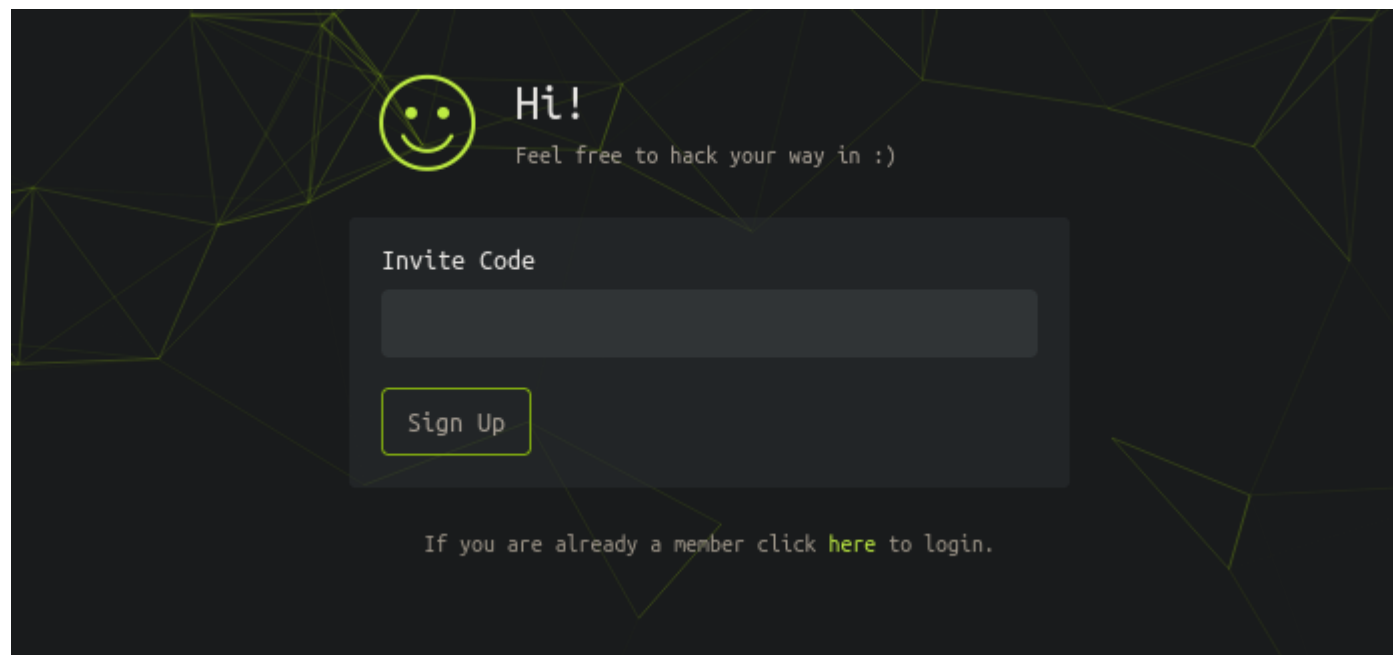 Hi!
Feel free to hack your way in :)
Invite Code
Sign Up
If you are already a member click here to login.